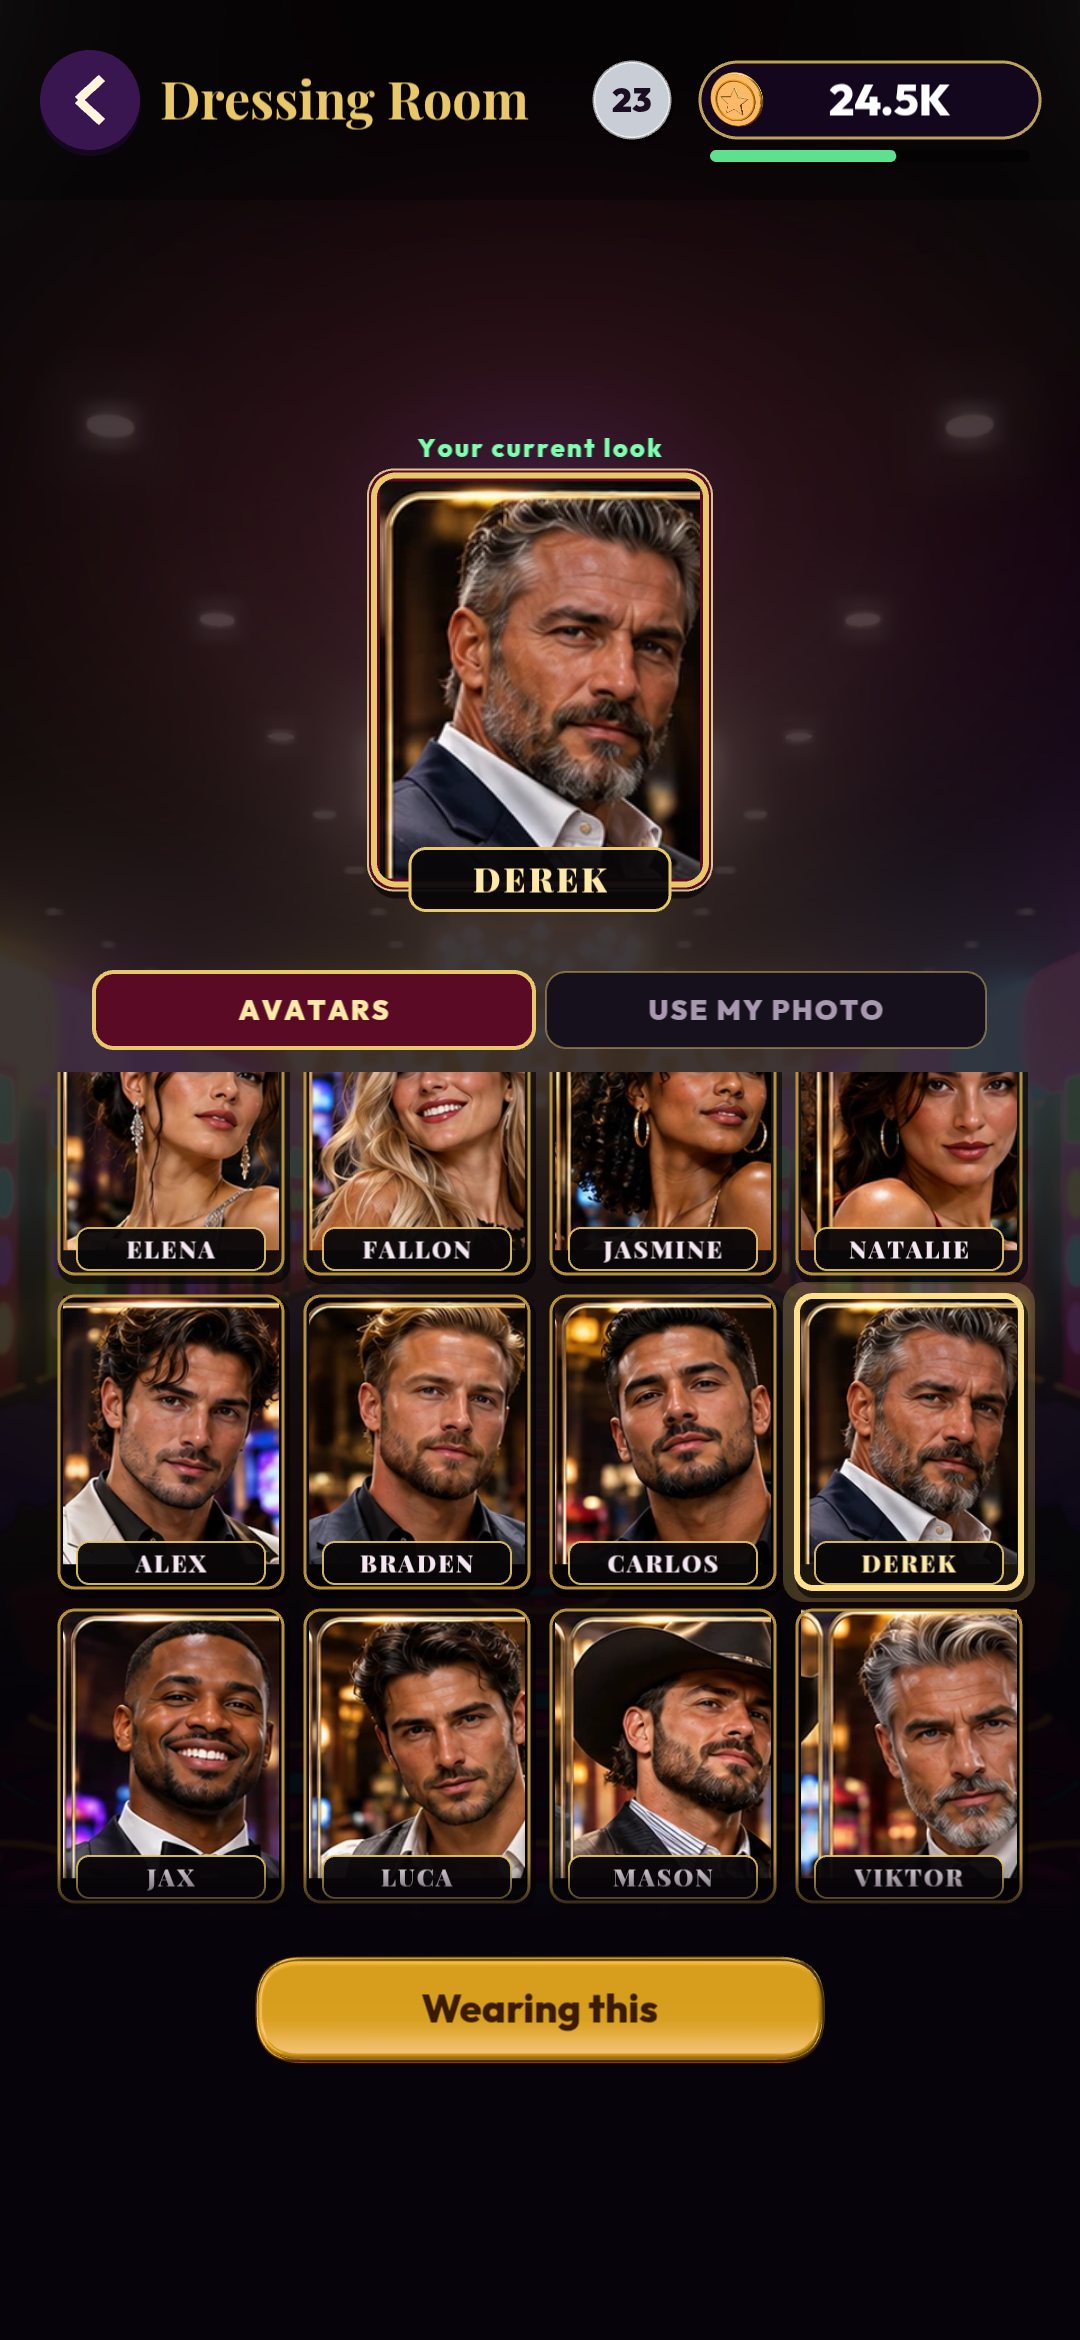 Dressing Room
23
24.5K
Your current look
DEREK
AVATARS
USE MY PHOTO
ELENA
FALLON
JASMINE
NATALIE
ALEX
BRADEN
CARLOS
DEREK
JAX
LUCA
MASON
VIKTOR
Wearing this